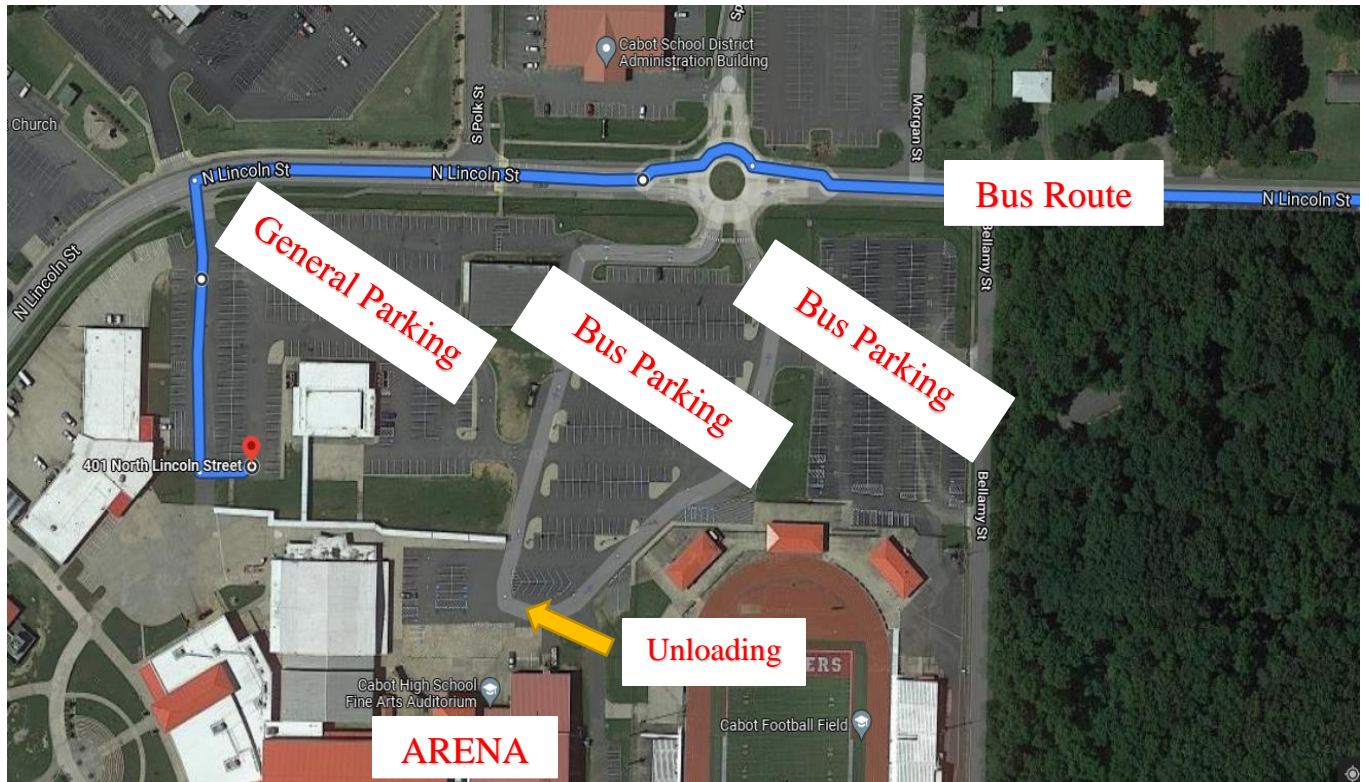 Cabot School District
Administration Building
Sp
S Polk St
Church
Morgan St
N Lincoln St
N Lincoln St
Bus Route
N Lincoln St
N Lincoln St
General Parking
Bus Parking
Bus Parking
Bellamy St
401 North Lincoln Street
Bellamy St
Unloading
ERS
Cabot High School
Fine Arts Auditorium
Cabot Football Field
ARENA